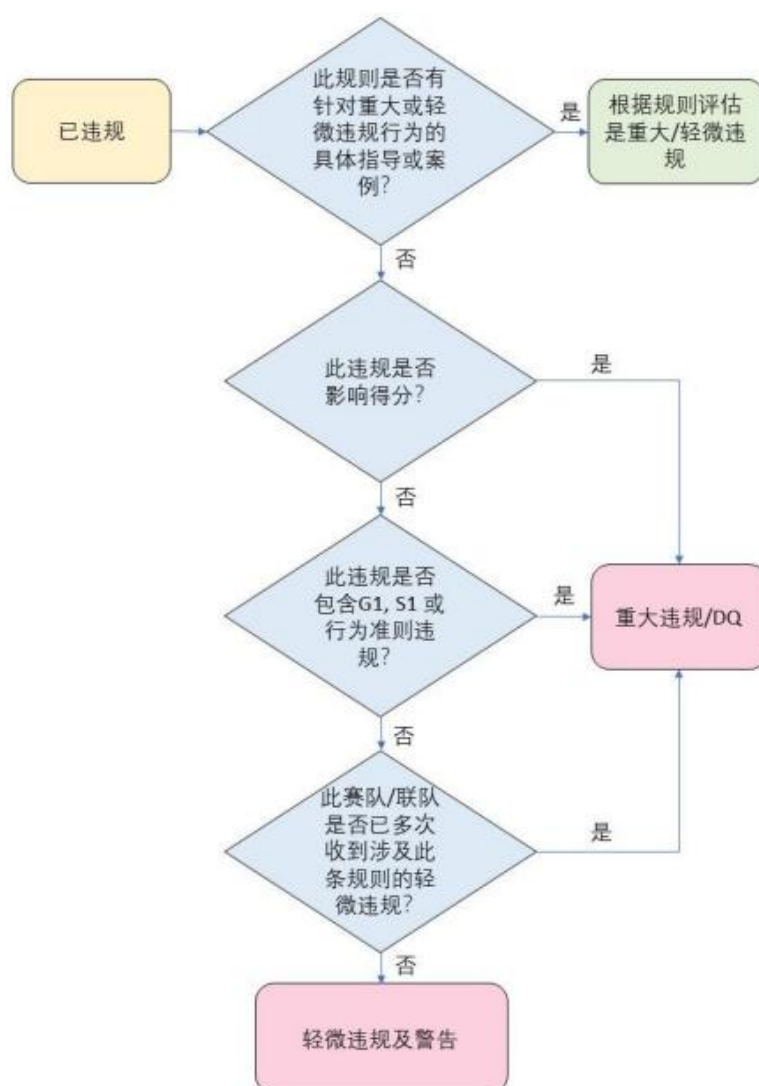 此规则是否有
针对重大或轻
微违规行为的
具体指导或案
例？
已违规
是
根据规则评估
是重大/轻微违
规
否
此违规是否
影响得分？
是
否
此违规是否
包含G1, S1 或
行为准则违
规？
是
重大违规/DQ
否
此赛队/联队
是否已多次
收到涉及此
条规则的轻
微违规？
是
否
轻微违规及警告